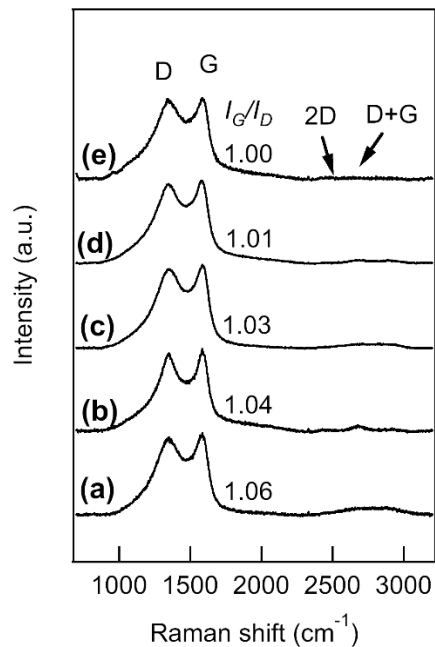 D G
I_G/I_D 2D D+G
(e) 1.00
(d) 1.01
(c) 1.03
(b) 1.04
(a) 1.06
Intensity (a.u.)
1000 1500 2000 2500 3000
Raman shift (cm⁻¹)